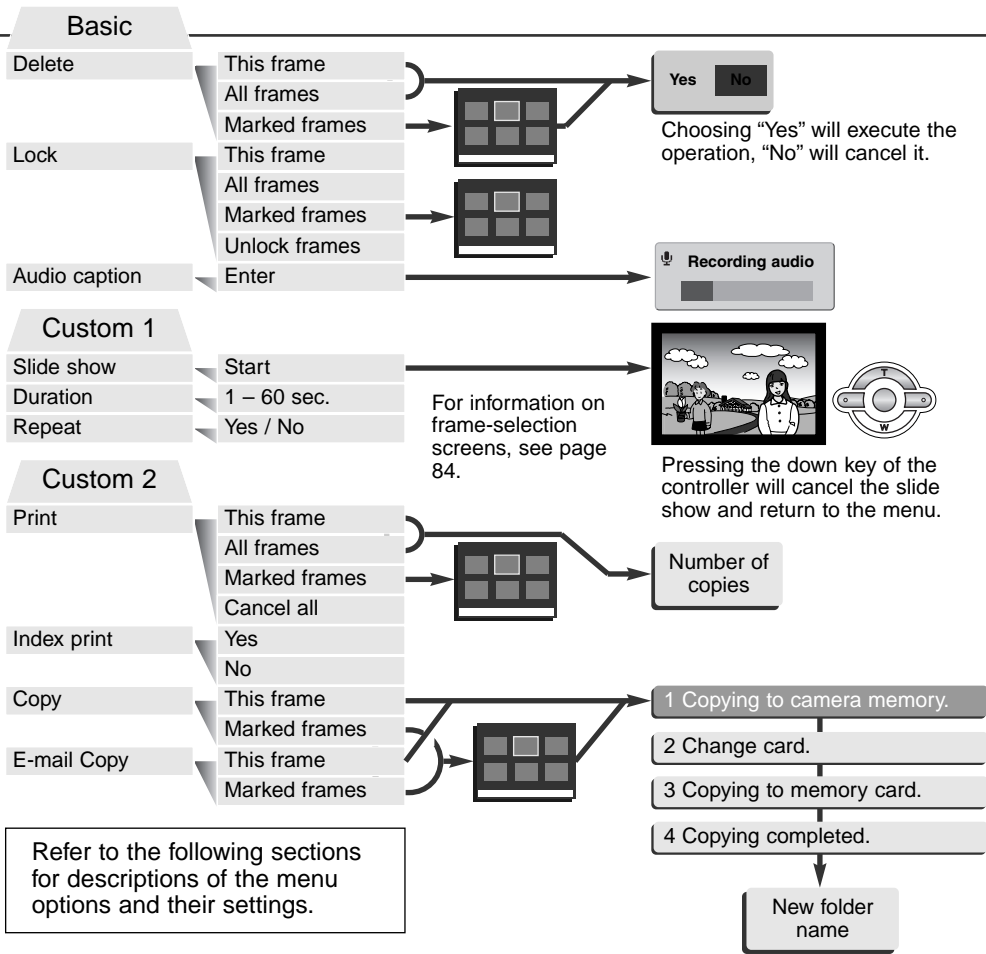 Basic
Delete
This frame
All frames
Marked frames
Yes No
Choosing “Yes” will execute the
operation, “No” will cancel it.
Lock
This frame
All frames
Marked frames
Unlock frames
Audio caption
Enter
Recording audio
Custom 1
Slide show
Start
Duration
1 – 60 sec.
Repeat
Yes / No
For information on
frame-selection
screens, see page
84.
T
W
Pressing the down key of the
controller will cancel the slide
show and return to the menu.
Custom 2
Print
This frame
All frames
Marked frames
Cancel all
Number of
copies
Index print
Yes
No
Copy
This frame
Marked frames
E-mail Copy
This frame
Marked frames
1 Copying to camera memory.
2 Change card.
3 Copying to memory card.
4 Copying completed.
New folder
name
Refer to the following sections
for descriptions of the menu
options and their settings.